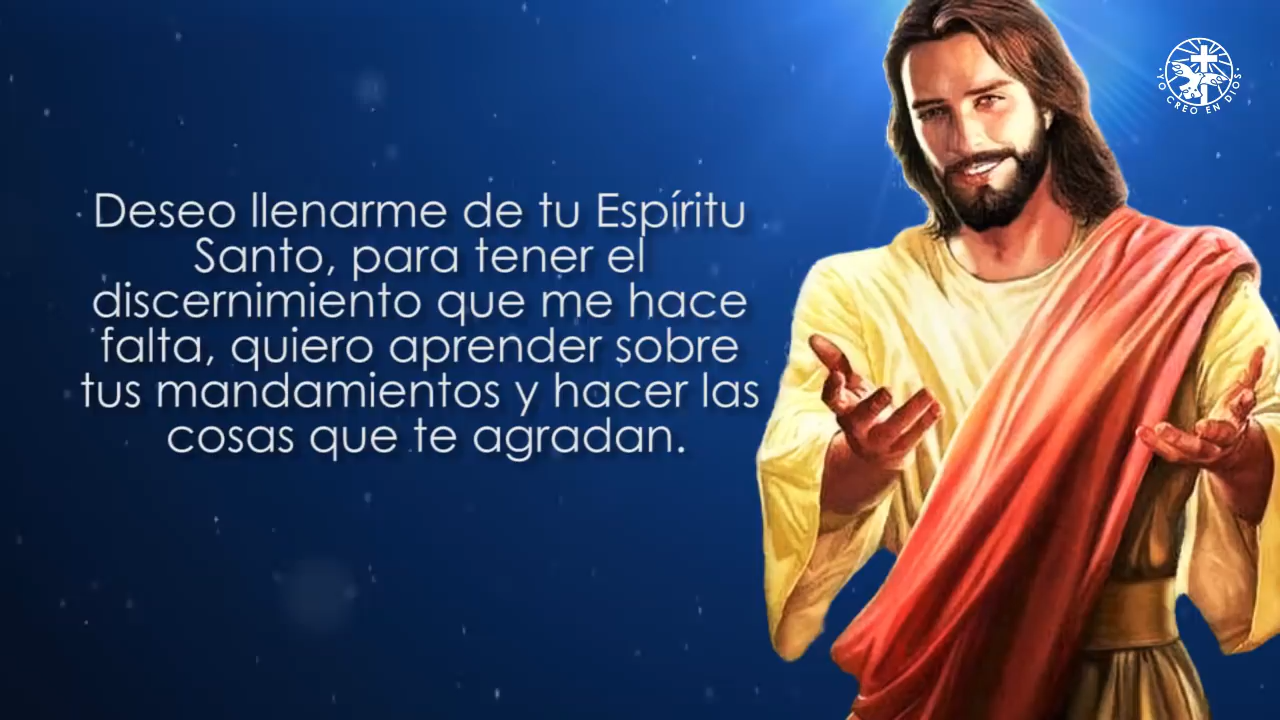 Deseo llenarme de tu Espíritu
Santo, para tener el
discernimiento que me hace
falta, quiero aprender sobre
tus mandamientos y hacer las
cosas que te agradan.
· YO CREO EN DIOS ·